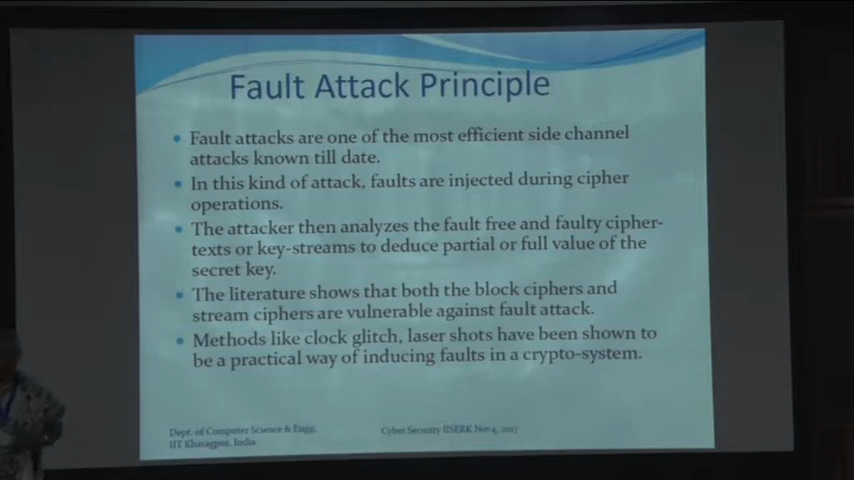 Fault Attack Principle
• Fault attacks are one of the most efficient side channel
attacks known till date.
• In this kind of attack, faults are injected during cipher
operations.
• The attacker then analyzes the fault free and faulty cipher-
texts or key-streams to deduce partial or full value of the
secret key.
• The literature shows that both the block ciphers and
stream ciphers are vulnerable against fault attack.
• Methods like clock glitch, laser shots have been shown to
be a practical way of inducing faults in a crypto-system.
Dept. of Computer Science & Engg.
IIT Kharagpur, India
Cyber Security IISERK Nov4, 2017